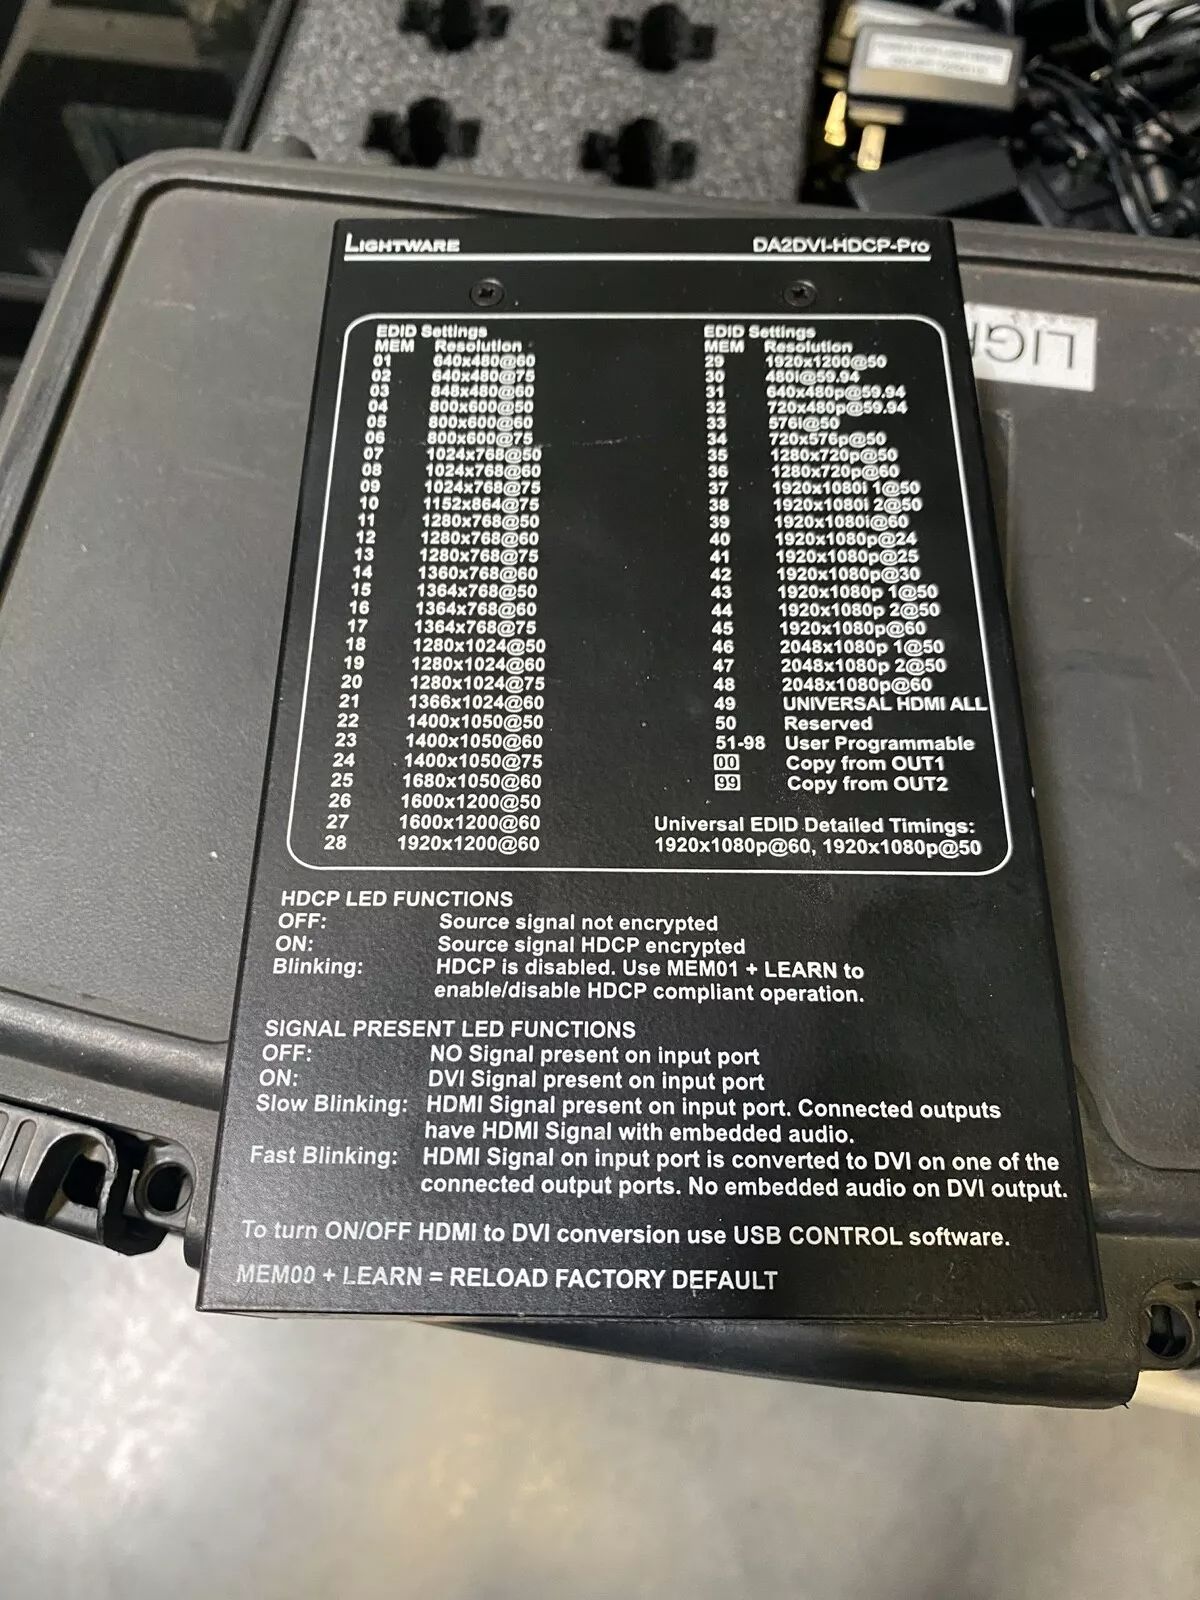 LIGHTWARE DA2DVI-HDCP-Pro
EDID Settings
MEM Resolution
01 640x480@60
02 640x480@75
03 848x480@60
04 800x600@50
05 800x600@60
06 800x600@75
07 1024x768@50
08 1024x768@60
09 1024x768@75
10 1152x864@75
11 1280x768@50
12 1280x768@60
13 1280x768@75
14 1360x768@60
15 1364x768@50
16 1364x768@60
17 1364x768@75
18 1280x1024@50
19 1280x1024@60
20 1280x1024@75
21 1366x1024@60
22 1400x1050@50
23 1400x1050@60
24 1400x1050@75
25 1680x1050@60
26 1600x1200@50
27 1600x1200@60
28 1920x1200@60
EDID Settings
MEM Resolution
29 1920x1200@50
30 480i@59.94
31 640x480p@59.94
32 720x480p@59.94
33 576i@50
34 720x576p@50
35 1280x720p@50
36 1280x720p@60
37 1920x1080i 1@50
38 1920x1080i 2@50
39 1920x1080i@60
40 1920x1080p@24
41 1920x1080p@25
42 1920x1080p@30
43 1920x1080p 1@50
44 1920x1080p 2@50
45 1920x1080p@60
46 2048x1080p 1@50
47 2048x1080p 2@50
48 2048x1080p@60
49 UNIVERSAL HDMI ALL
50 Reserved
51-98 User Programmable
00 Copy from OUT1
99 Copy from OUT2
Universal EDID Detailed Timings:
1920x1080p@60, 1920x1080p@50
HDCP LED FUNCTIONS
OFF: Source signal not encrypted
ON: Source signal HDCP encrypted
Blinking: HDCP is disabled. Use MEM01 + LEARN to
enable/disable HDCP compliant operation.
SIGNAL PRESENT LED FUNCTIONS
OFF: NO Signal present on input port
ON: DVI Signal present on input port
Slow Blinking: HDMI Signal present on input port. Connected outputs
have HDMI Signal with embedded audio.
Fast Blinking: HDMI Signal on input port is converted to DVI on one of the
connected output ports. No embedded audio on DVI output.
To turn ON/OFF HDMI to DVI conversion use USB CONTROL software.
MEM00 + LEARN = RELOAD FACTORY DEFAULT